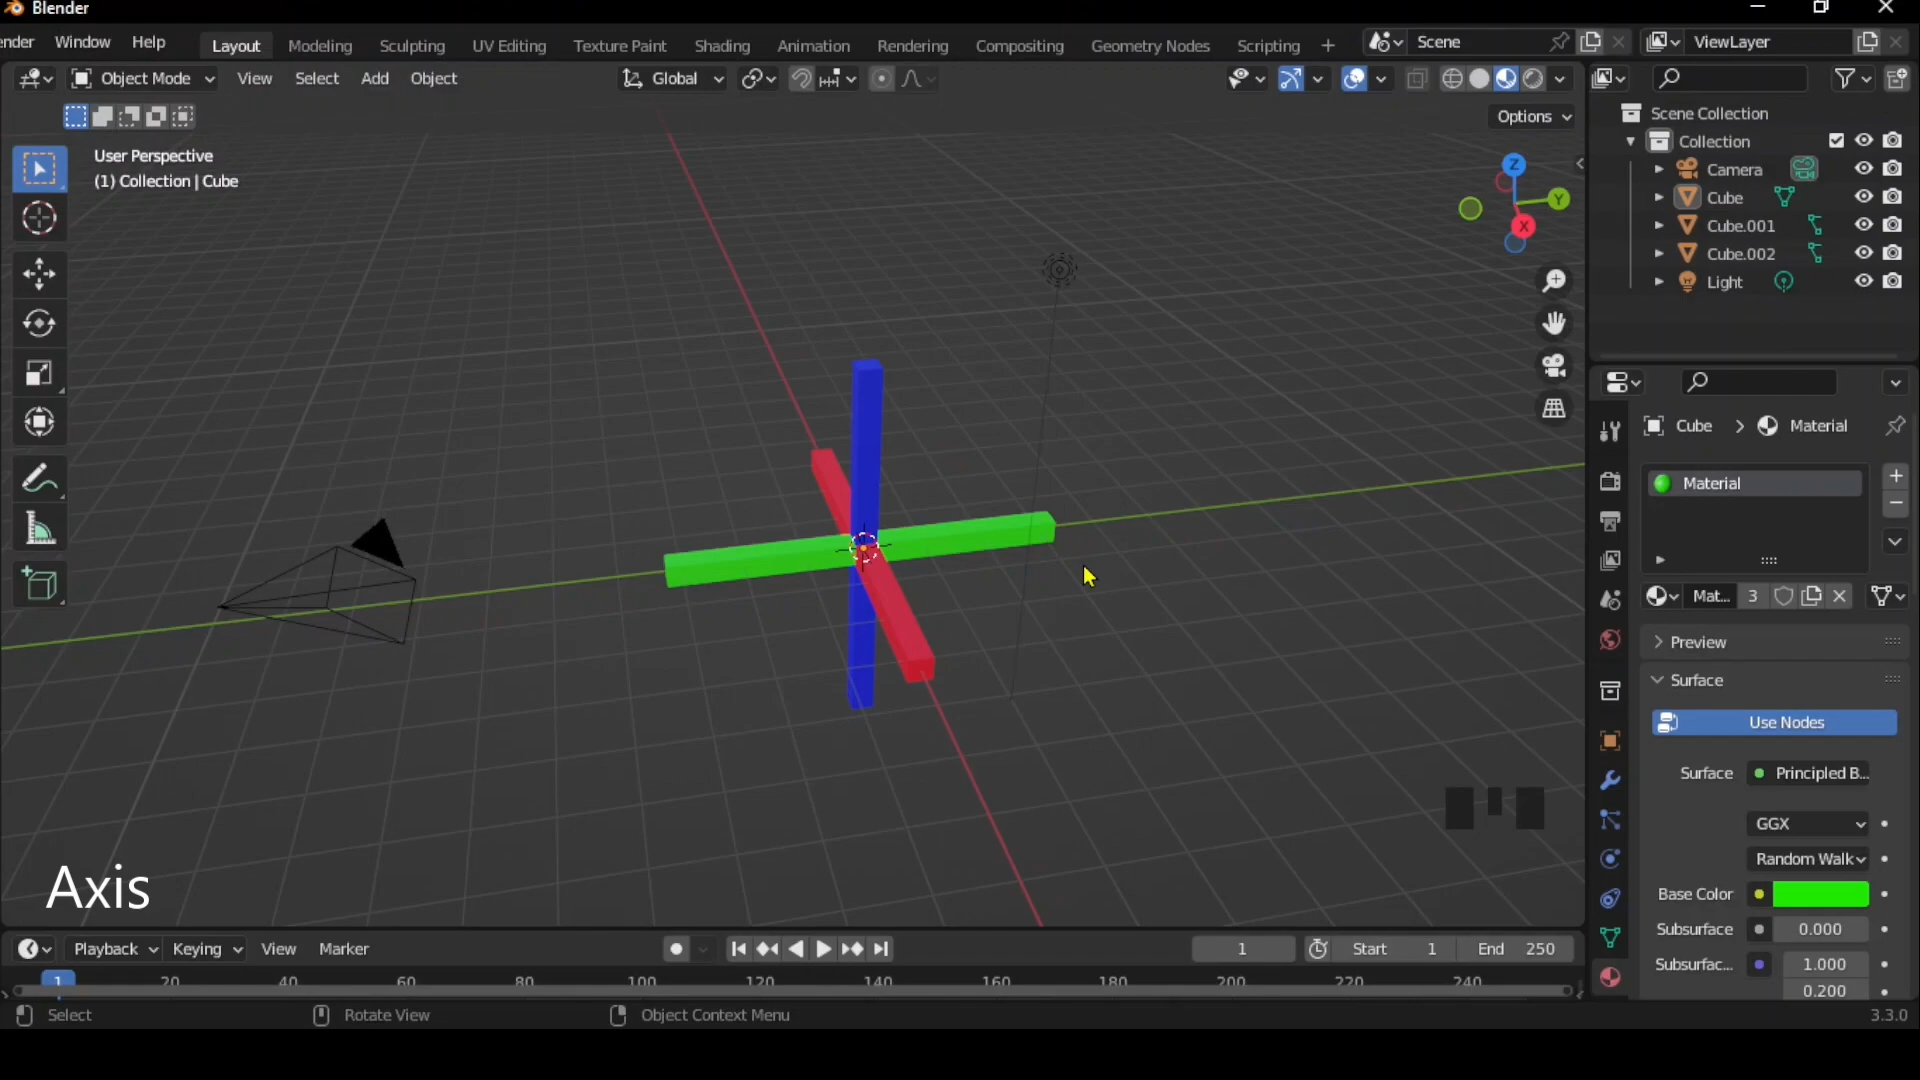 Blender
ender Window Help Layout Modeling Sculpting UV Editing Texture Paint Shading Animation Rendering Compositing Geometry Nodes Scripting + Scene ViewLayer
Object Mode View Select Add Object Global
Options
User Perspective
(1) Collection | Cube
Z
Y
X
Scene Collection
Collection
Camera
Cube
Cube.001
Cube.002
Light
Cube > Material
Material
Mat... 3
Preview
Surface
Use Nodes
Surface Principled B...
GGX
Random Walk
Base Color
Subsurface 0.000
Subsurfac... 1.000
0.200
Axis
Playback Keying View Marker 1 Start 1 End 250
1 20 40 60 80 100 120 140 160 180 200 220 240
Select Rotate View Object Context Menu 3.3.0